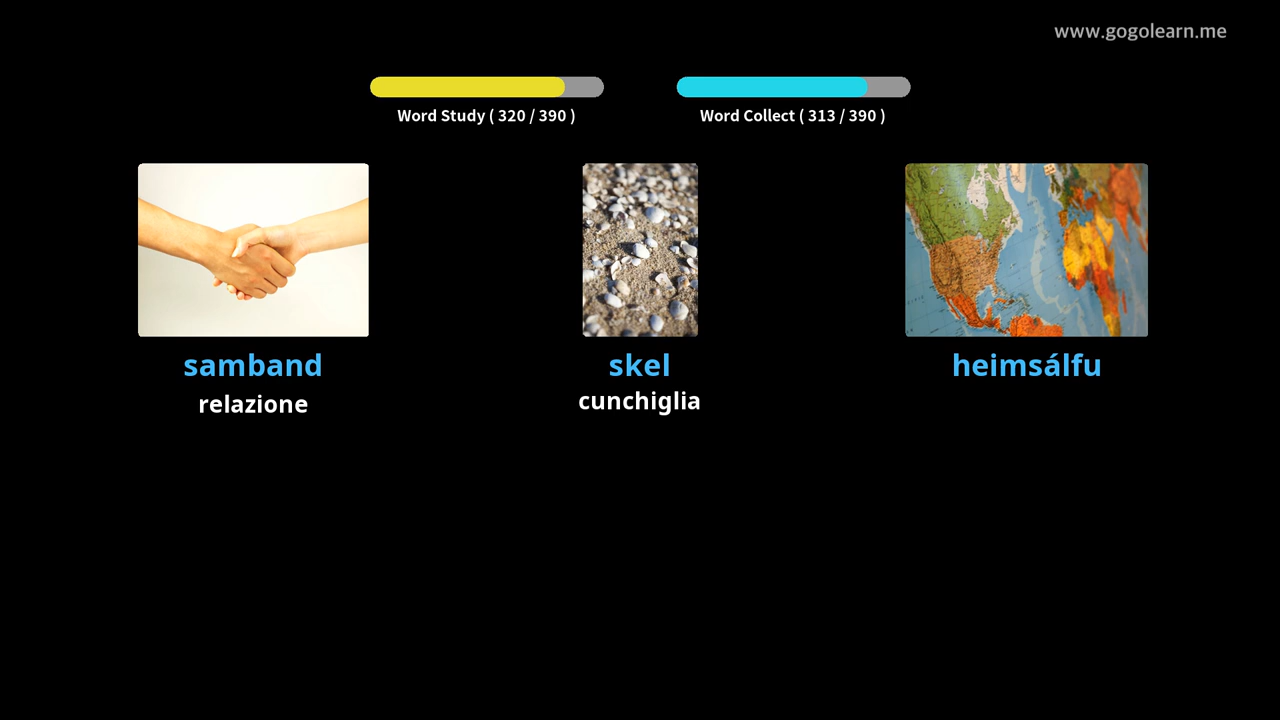 www.gogolearn.me
Word Study ( 320 / 390 )
Word Collect ( 313 / 390 )
samband
relazione
skel
cunchiglia
heimsálfu